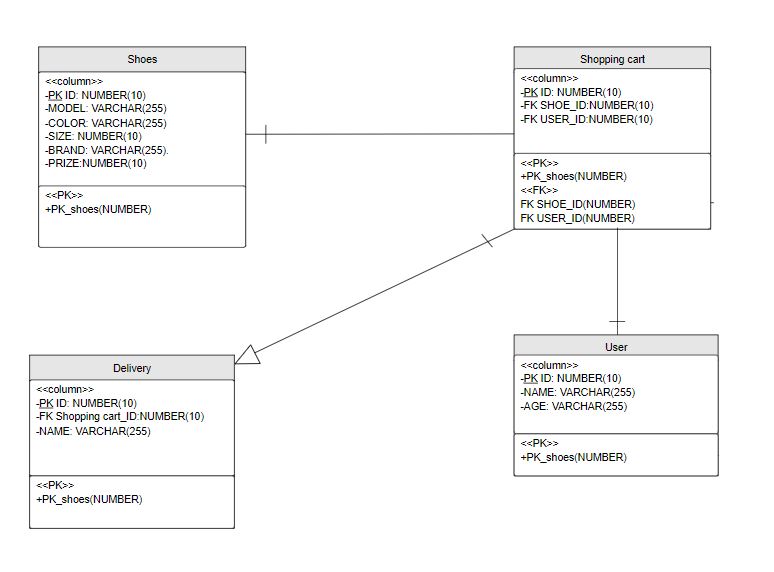 Shoes
<<column>>
-PK ID: NUMBER(10)
-MODEL: VARCHAR(255)
-COLOR: VARCHAR(255)
-SIZE: NUMBER(10)
-BRAND: VARCHAR(255).
-PRIZE:NUMBER(10)
<<PK>>
+PK_shoes(NUMBER)
Shopping cart
<<column>>
-PK ID: NUMBER(10)
-FK SHOE_ID:NUMBER(10)
-FK USER_ID:NUMBER(10)
<<PK>>
+PK_shoes(NUMBER)
<<FK>>
FK SHOE_ID(NUMBER)
FK USER_ID(NUMBER)
Delivery
<<column>>
-PK ID: NUMBER(10)
-FK Shopping cart_ID:NUMBER(10)
-NAME: VARCHAR(255)
<<PK>>
+PK_shoes(NUMBER)
User
<<column>>
-PK ID: NUMBER(10)
-NAME: VARCHAR(255)
-AGE: VARCHAR(255)
<<PK>>
+PK_shoes(NUMBER)